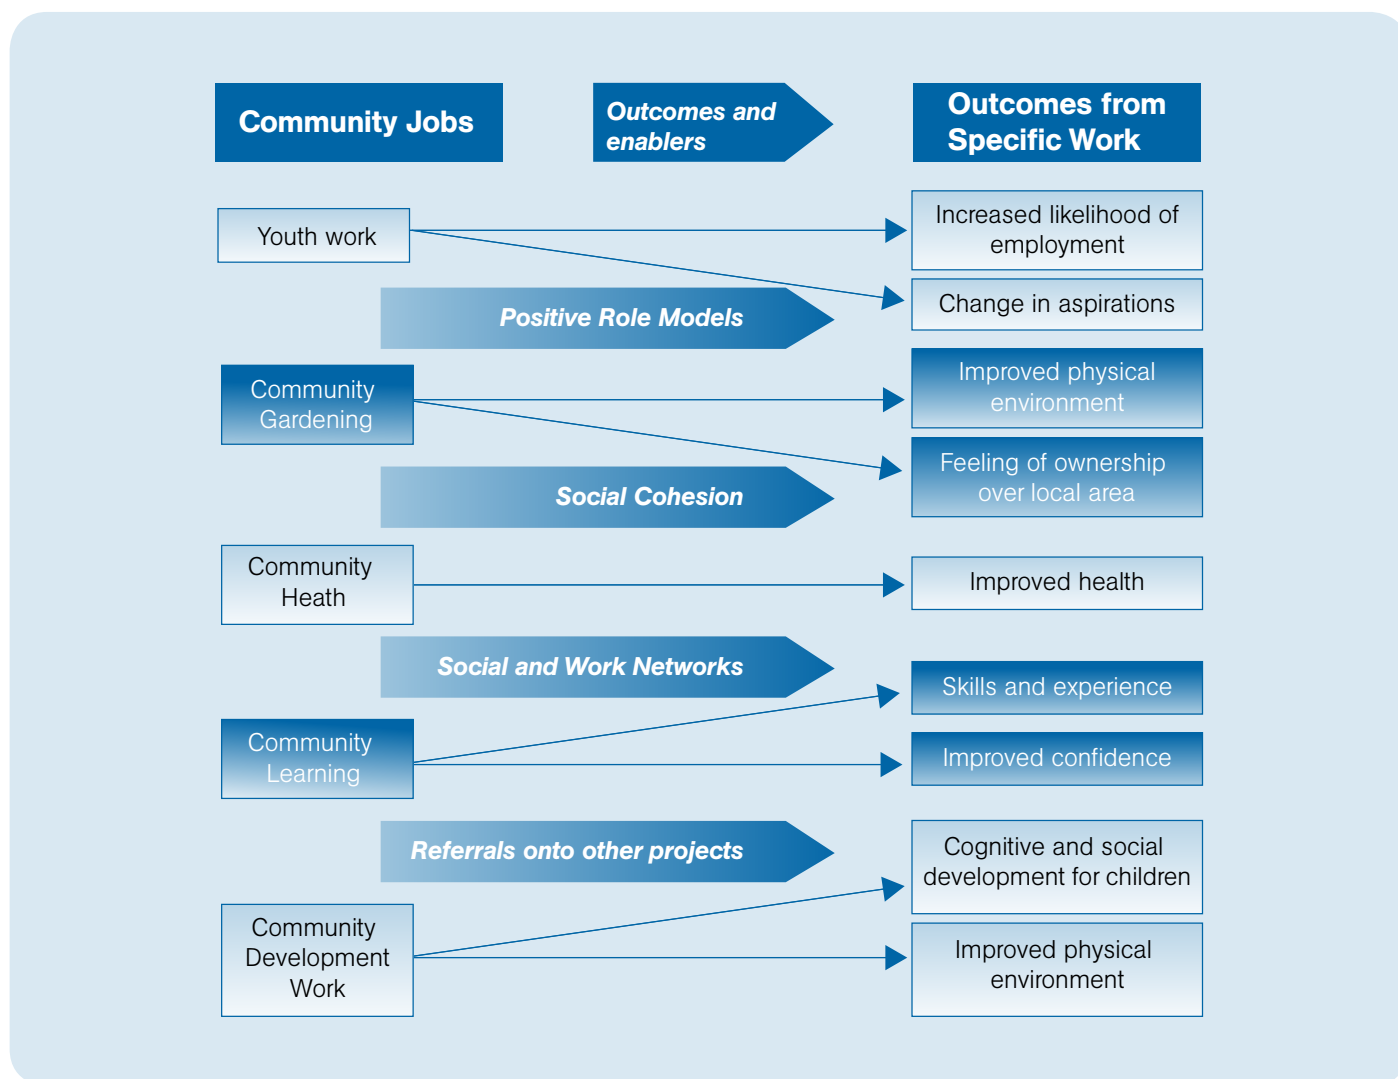 Community Jobs
Outcomes and
enablers
Outcomes from
Specific Work
Youth work
Increased likelihood of
employment
Change in aspirations
Positive Role Models
Community
Gardening
Improved physical
environment
Feeling of ownership
over local area
Social Cohesion
Community
Heath
Improved health
Social and Work Networks
Community
Learning
Skills and experience
Improved confidence
Referrals onto other projects
Cognitive and social
development for children
Community
Development
Work
Improved physical
environment